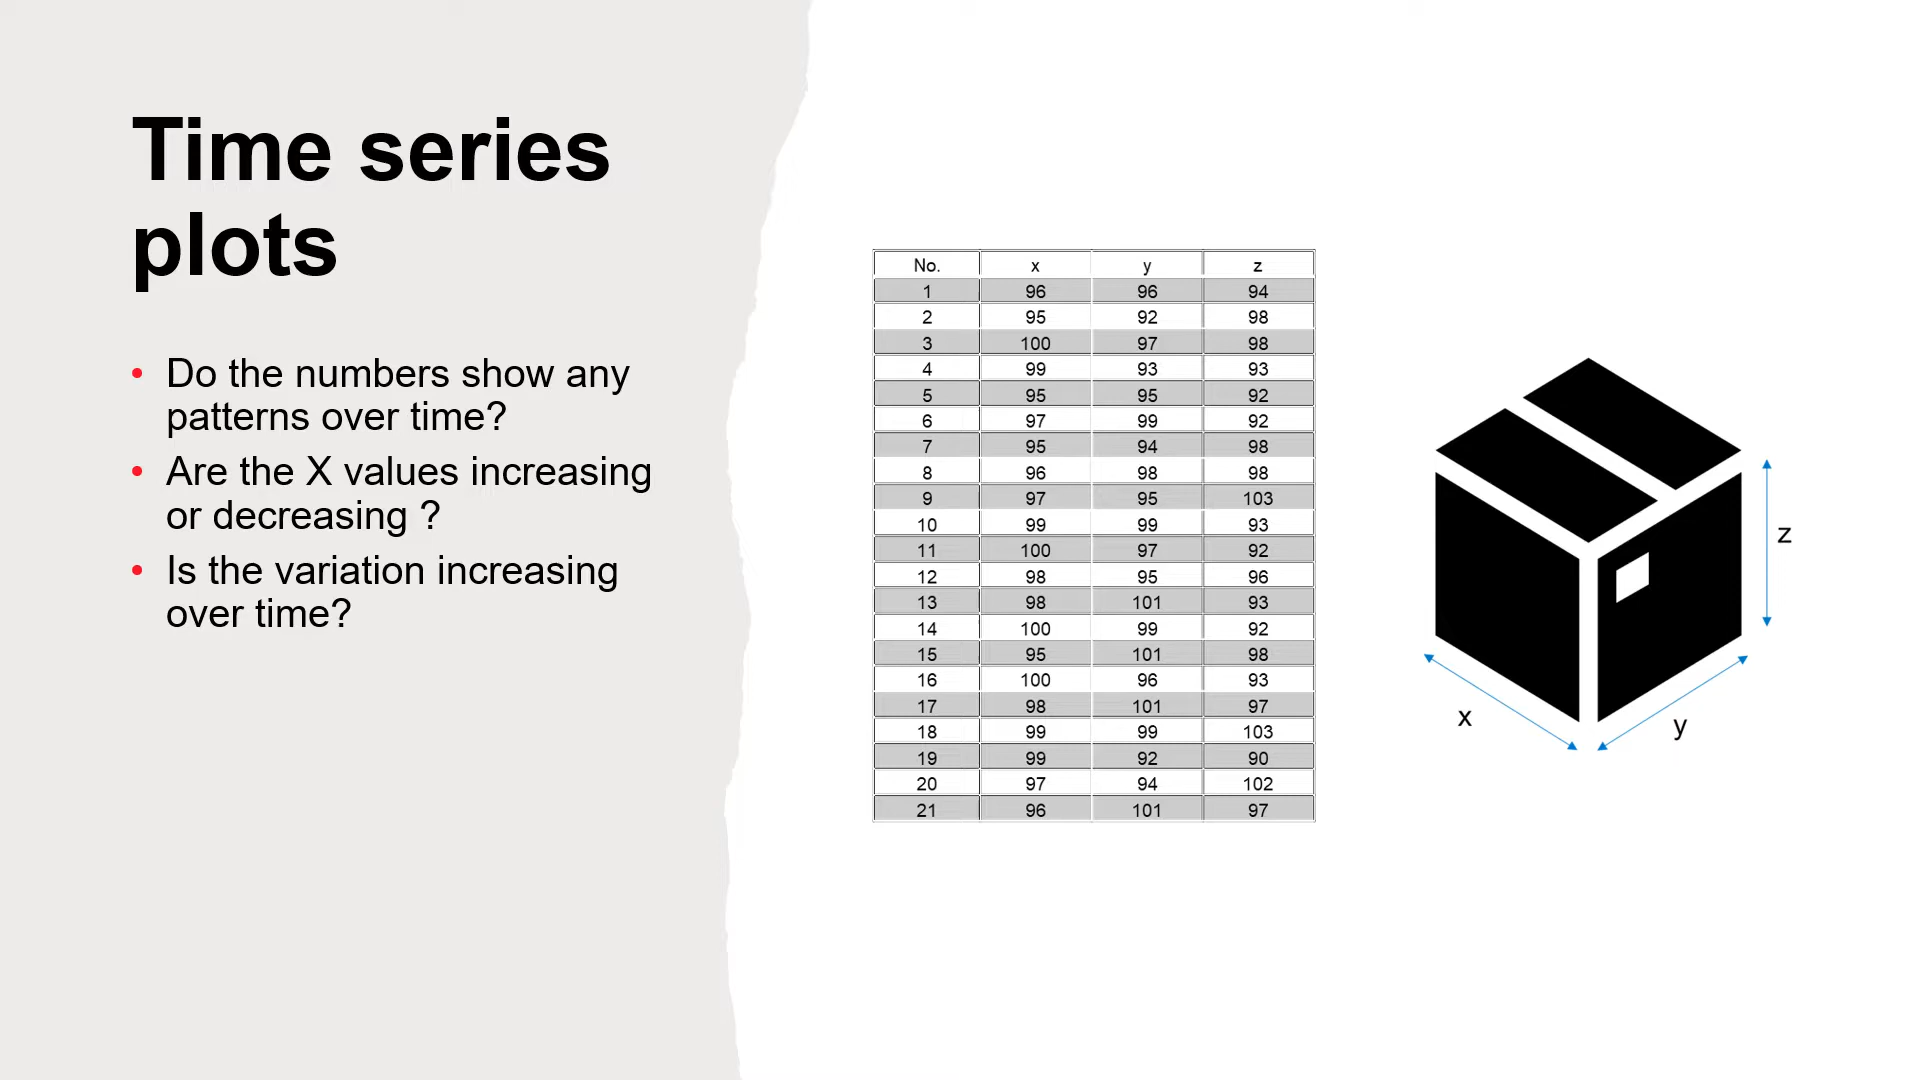 Time series
plots
• Do the numbers show any
patterns over time?
• Are the X values increasing
or decreasing ?
• Is the variation increasing
over time?
No. x y z
1 96 96 94
2 95 92 98
3 100 97 98
4 99 93 93
5 95 95 92
6 97 99 92
7 95 94 98
8 96 98 98
9 97 95 103
10 99 99 93
11 100 97 92
12 98 95 96
13 98 101 93
14 100 99 92
15 95 101 98
16 100 96 93
17 98 101 97
18 99 99 103
19 99 92 90
20 97 94 102
21 96 101 97
z
x
y